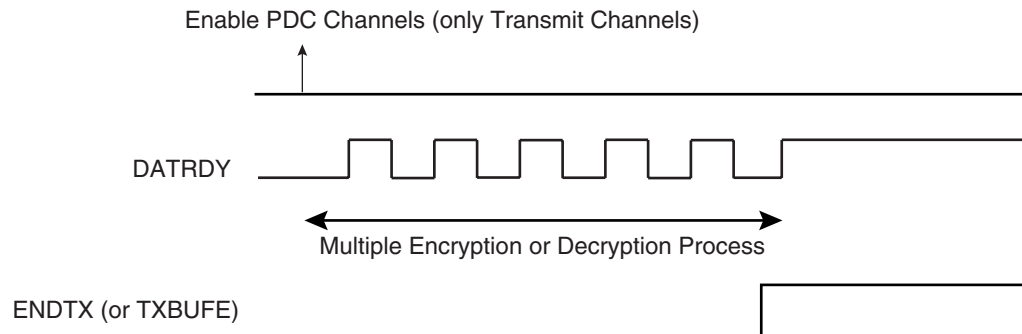 Enable PDC Channels (only Transmit Channels)
DATRDY
Multiple Encryption or Decryption Process
ENDTX (or TXBUFE)